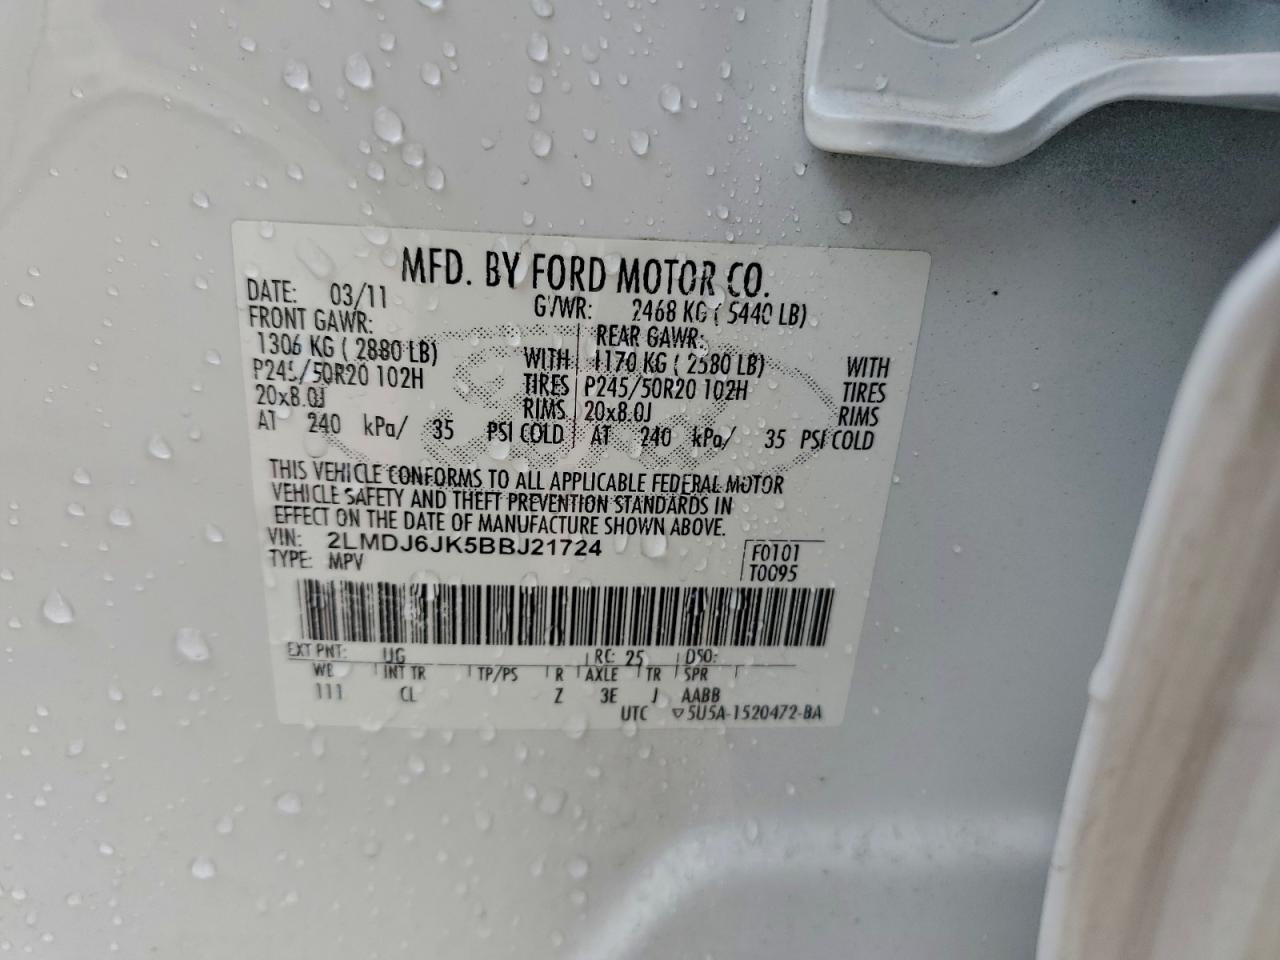 MFD. BY FORD MOTOR CO.
DATE: 03/11 GVWR: 2468 KG ( 5440 LB)
FRONT GAWR: REAR GAWR:
1306 KG ( 2880 LB) WITH 1170 KG ( 2580 LB) WITH
P245/50R20 102H TIRES P245/50R20 102H TIRES
20x8.0J RIMS 20x8.0J RIMS
AT 240 kPa/ 35 PSI COLD AT 240 kPa/ 35 PSI COLD
THIS VEHICLE CONFORMS TO ALL APPLICABLE FEDERAL MOTOR
VEHICLE SAFETY AND THEFT PREVENTION STANDARDS IN
EFFECT ON THE DATE OF MANUFACTURE SHOWN ABOVE.
VIN: 2LMDJ6JK5BBJ21724 F0101
TYPE: MPV T0095
EXT PNT: UG RC: 25 DSO:
WB INT TR TP/PS R AXLE TR SPR
111 CL Z 3E J AABB
UTC ▽5U5A-1520472-BA